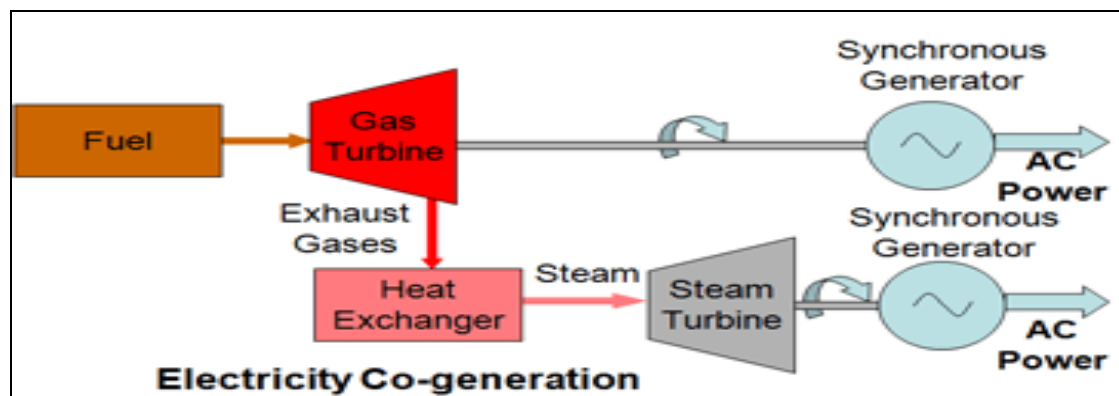 Synchronous
Generator
Fuel
Gas
Turbine
AC
Power
Exhaust
Gases
Synchronous
Generator
Steam
Heat
Exchanger
Steam
Turbine
AC
Power
Electricity Co-generation